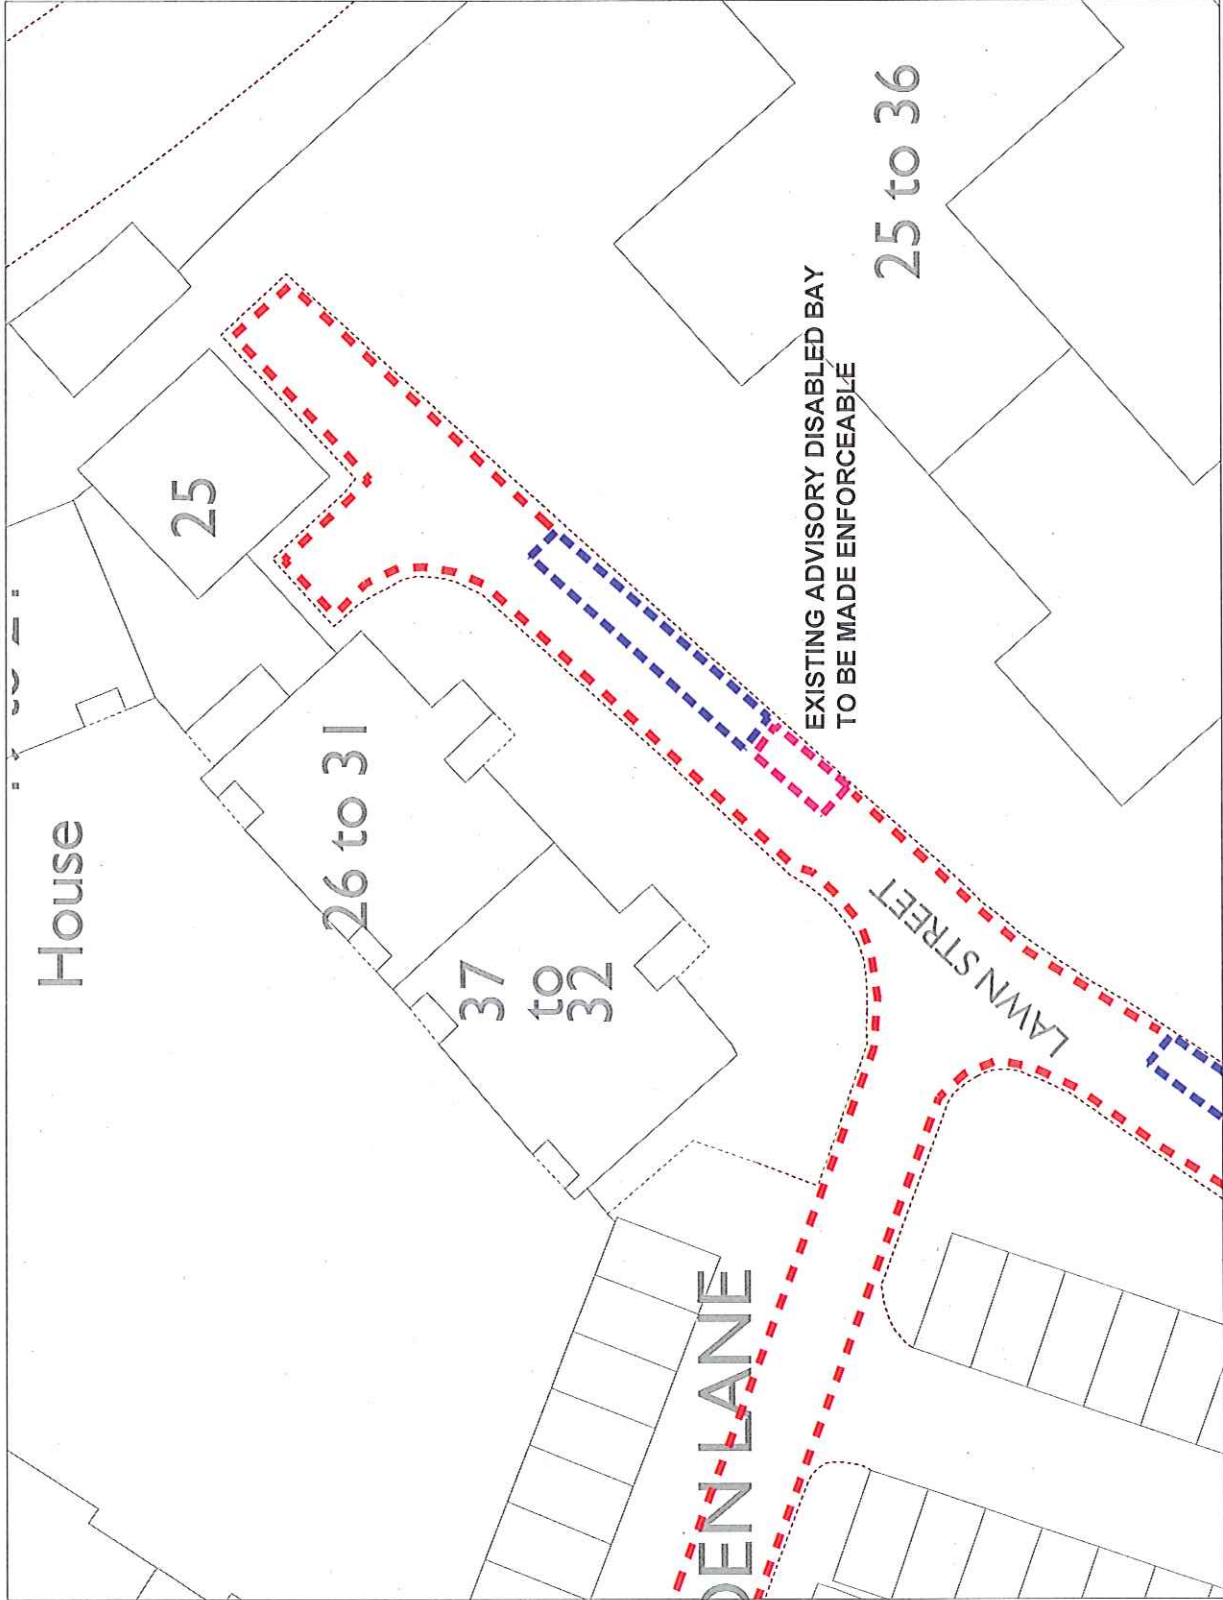 House
25
26 to 31
37
to
32
EXISTING ADVISORY DISABLED BAY
TO BE MADE ENFORCEABLE
25 to 36
LAWN STREET
DEN LANE